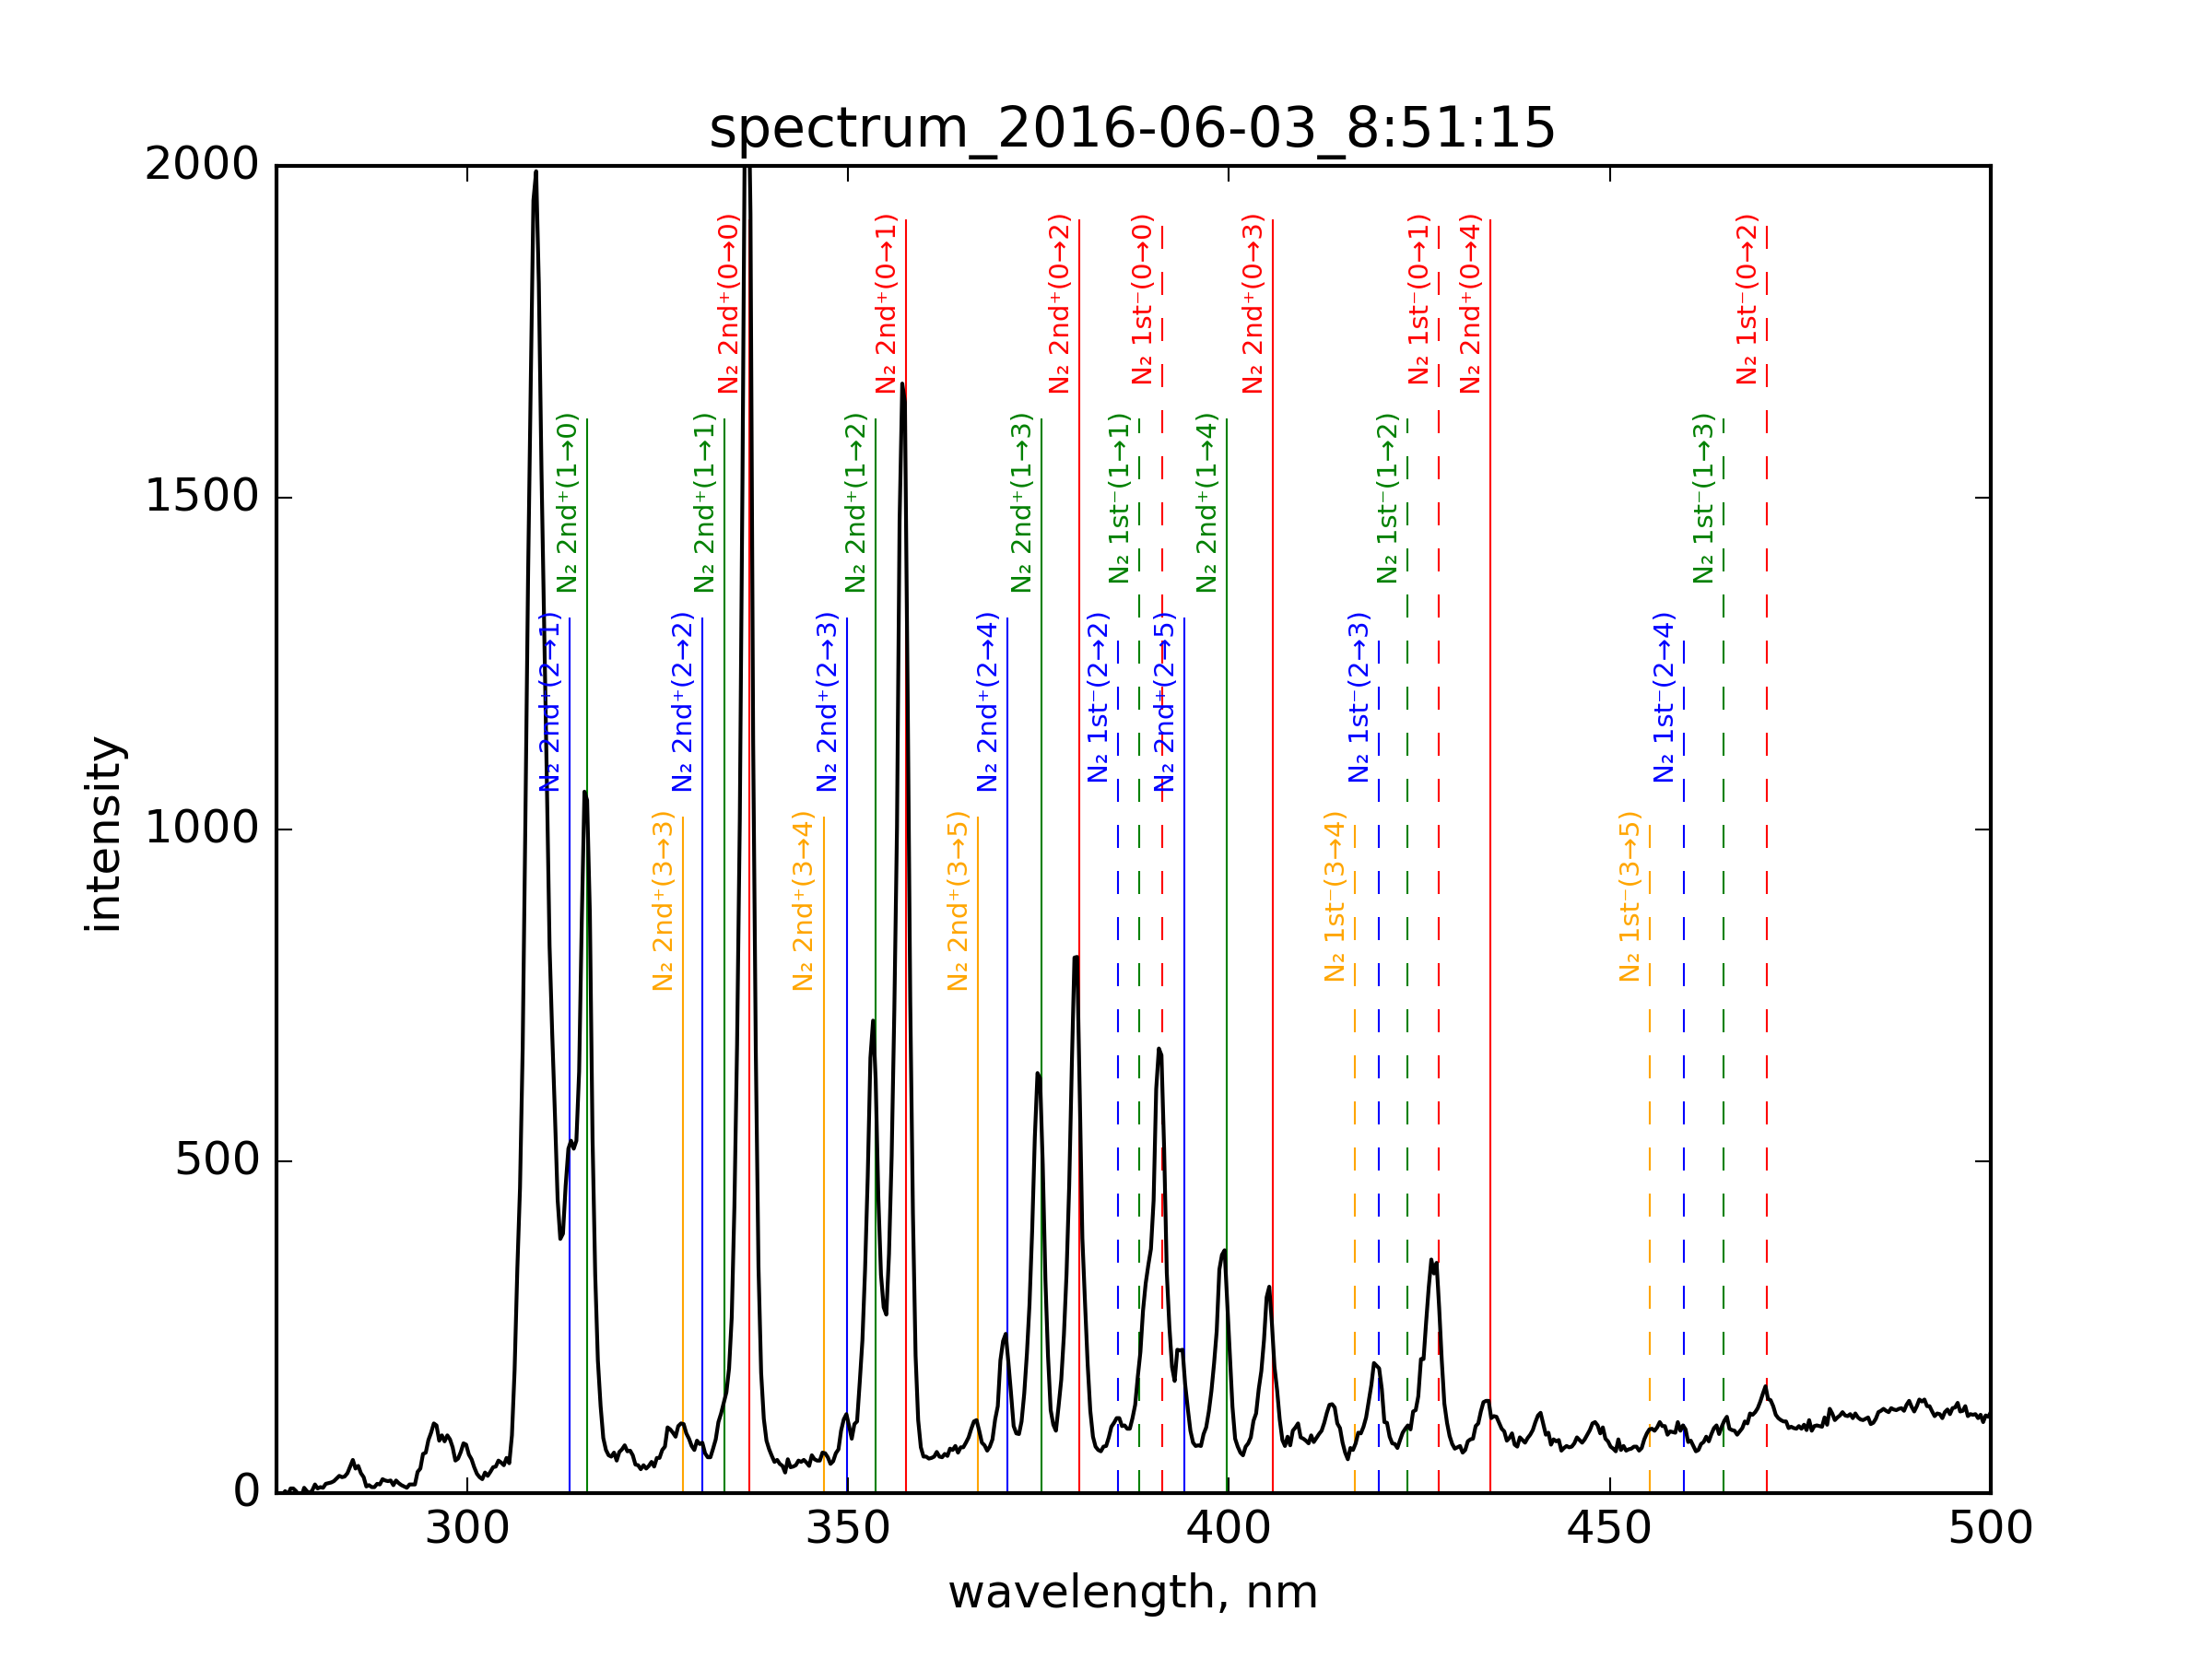 spectrum_2016-06-03_8:51:15
2000
1500
1000
500
0
intensity
N₂ 2nd⁺(0→0)
N₂ 2nd⁺(0→1)
N₂ 2nd⁺(0→2)
N₂ 1st⁻(0→0)
N₂ 2nd⁺(0→3)
N₂ 1st⁻(0→1)
N₂ 2nd⁺(0→4)
N₂ 1st⁻(0→2)
N₂ 2nd⁺(1→0)
N₂ 2nd⁺(1→1)
N₂ 2nd⁺(1→2)
N₂ 2nd⁺(1→3)
N₂ 1st⁻(1→1)
N₂ 2nd⁺(1→4)
N₂ 1st⁻(1→2)
N₂ 1st⁻(1→3)
N₂ 2nd⁺(2→1)
N₂ 2nd⁺(2→2)
N₂ 2nd⁺(2→3)
N₂ 2nd⁺(2→4)
N₂ 1st⁻(2→2)
N₂ 2nd⁺(2→5)
N₂ 1st⁻(2→3)
N₂ 1st⁻(2→4)
N₂ 2nd⁺(3→3)
N₂ 2nd⁺(3→4)
N₂ 2nd⁺(3→5)
N₂ 1st⁻(3→4)
N₂ 1st⁻(3→5)
300 350 400 450 500
wavelength, nm